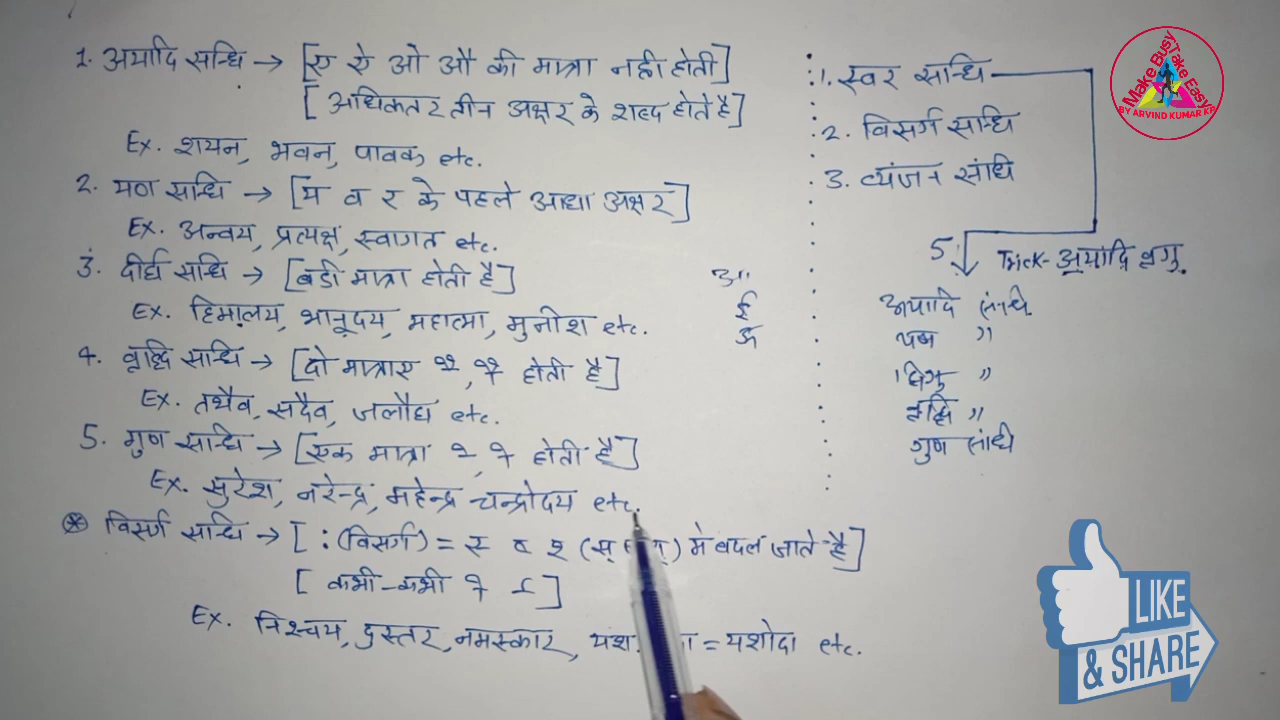 1. अयादि सन्धि → [ए ऐ ओ औ की मात्रा नही होती]
[अधिकतर तीन अक्षर के शब्द होते है]
Ex. शयन, भवन, पावक etc.
2. यण सन्धि → [य व र के पहले आधा अक्षर]
Ex. अन्वय, प्रत्यक्ष, स्वागत etc.
3. दीर्घ सन्धि → [बडी मात्रा होती है]
Ex. हिमालय, भानूदय, महात्मा, मुनीश etc.
ई
ऊ
4. वृद्धि सन्धि → [दो मात्राए ै, ौ होती है]
Ex. तथैव, सदैव, जलौघ etc.
5. गुण सन्धि → [एक मात्रा े, ो होती है]
Ex. सुरेश, नरेन्द्र, महेन्द्र चन्द्रोदय etc.
विसर्ग सन्धि → [ : (विसर्ग) = (स् में बदल जाते है]
[कभी-कभी ो र्]
Ex. निश्चय, दुस्तर, नमस्कार, = यशोदा etc.
1. स्वर सन्धि
2. विसर्ग सन्धि
3. व्यंजन संधि
5 Trick- अयादि
अयादि संधि
यण "
"
वृद्धि "
गुण संधि
Make Busy Take Easy
BY ARVIND KUMAR KP
LIKE
& SHARE